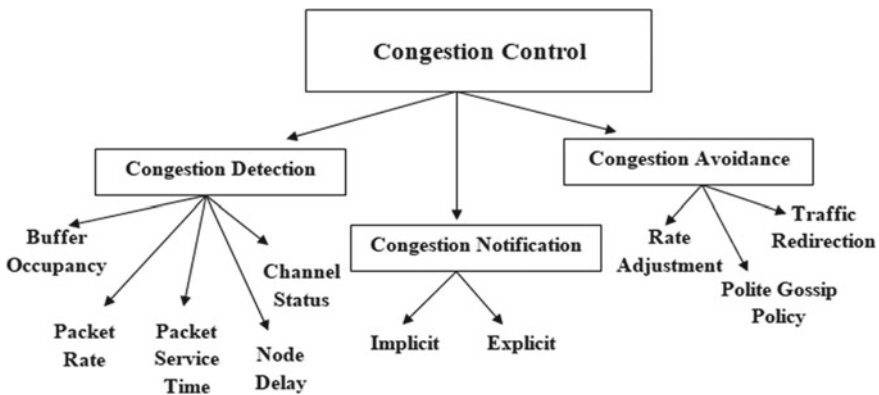 Congestion Control
Congestion Detection
Congestion Avoidance
Congestion Notification
Buffer
Occupancy
Packet
Rate
Packet
Service
Time
Node
Delay
Channel
Status
Implicit
Explicit
Rate
Adjustment
Polite Gossip
Policy
Traffic
Redirection